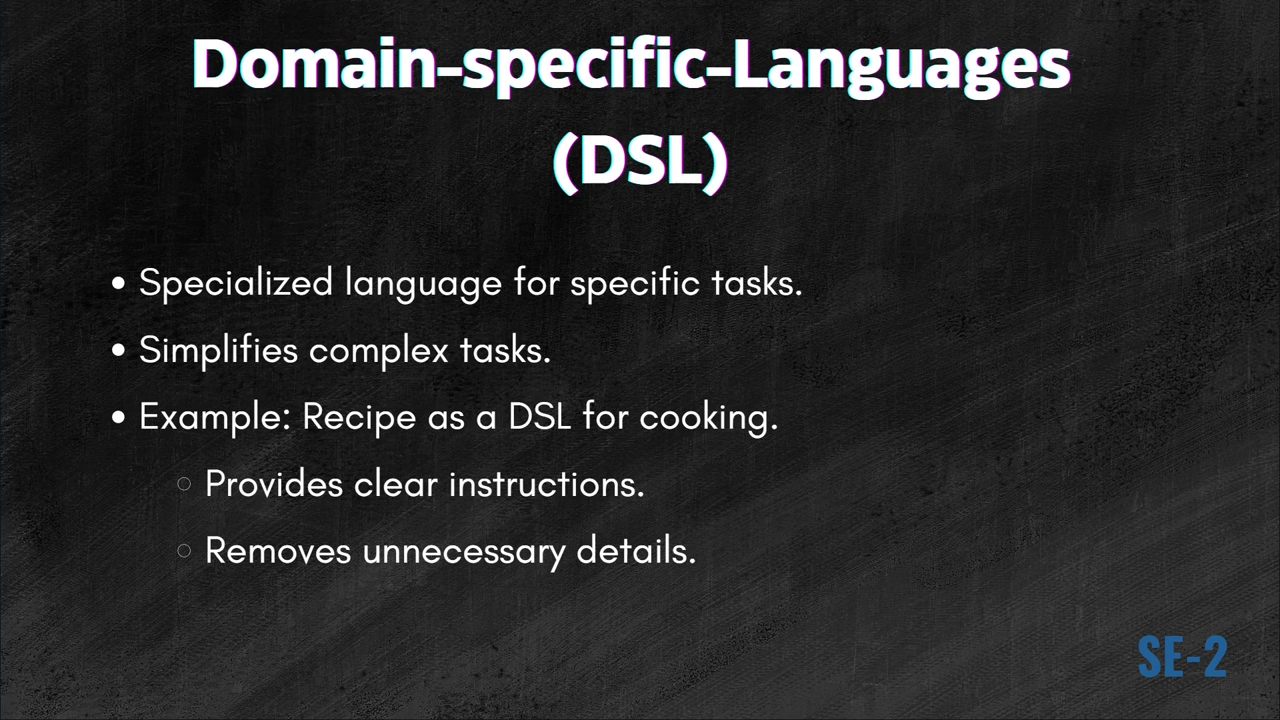 Domain-specific-Languages
(DSL)
• Specialized language for specific tasks.
• Simplifies complex tasks.
• Example: Recipe as a DSL for cooking.
○ Provides clear instructions.
○ Removes unnecessary details.
SE-2